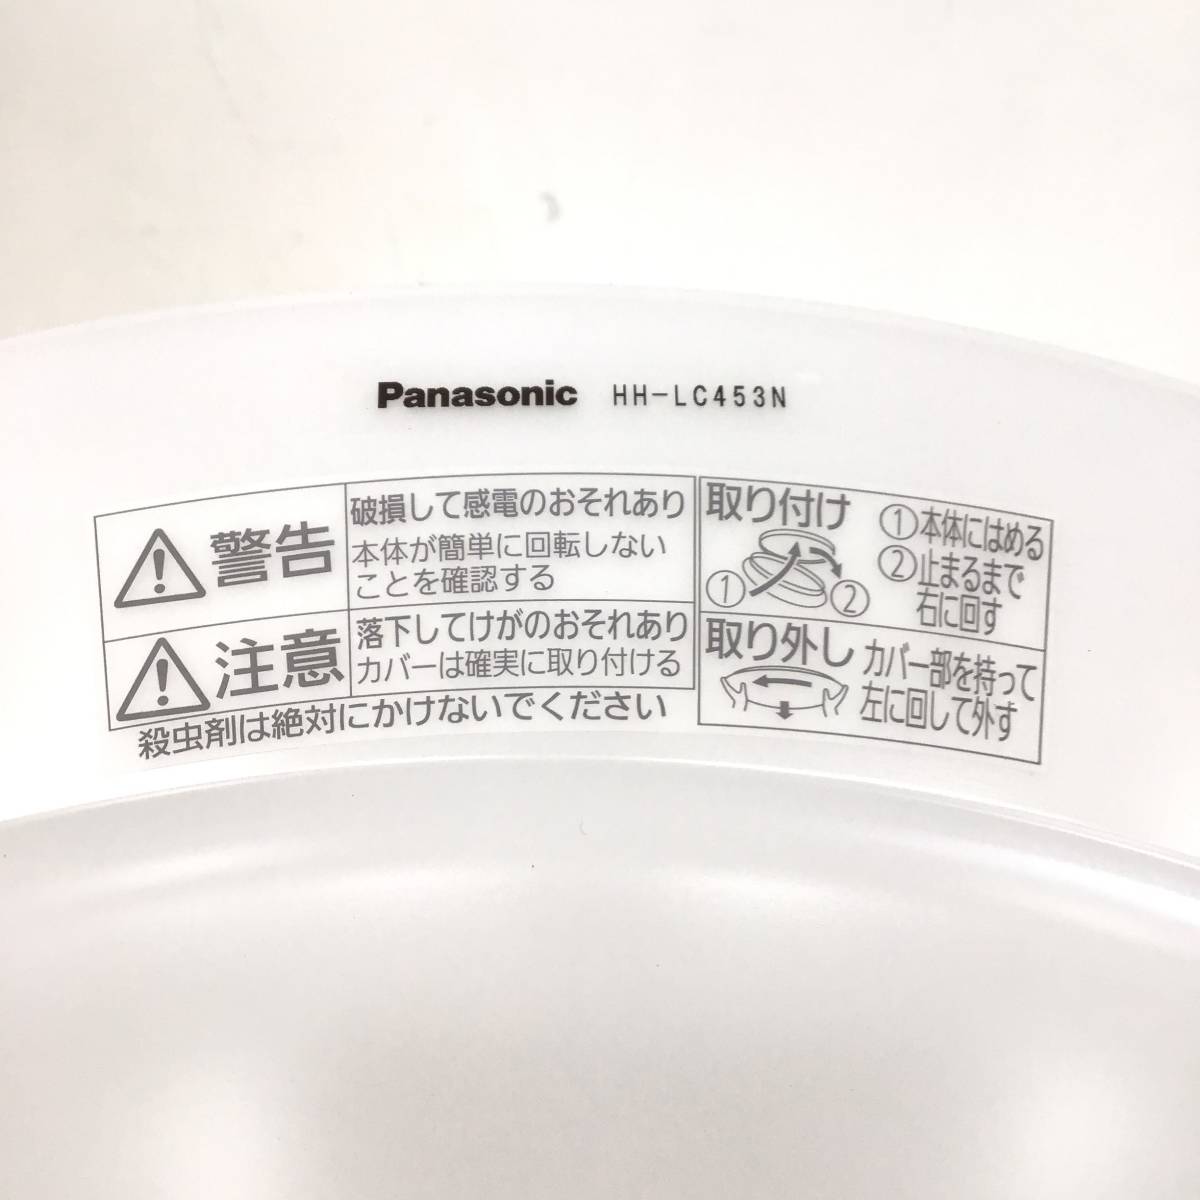 Panasonic HH-LC453N
警告
破損して感電のおそれあり
本体が簡単に回転しない
ことを確認する
注意
落下してけがのおそれあり
カバーは確実に取り付ける
殺虫剤は絶対にかけないでください
取り付け
① ②
①本体にはめる
②止まるまで
右に回す
取り外し
カバー部を持って
左に回して外す